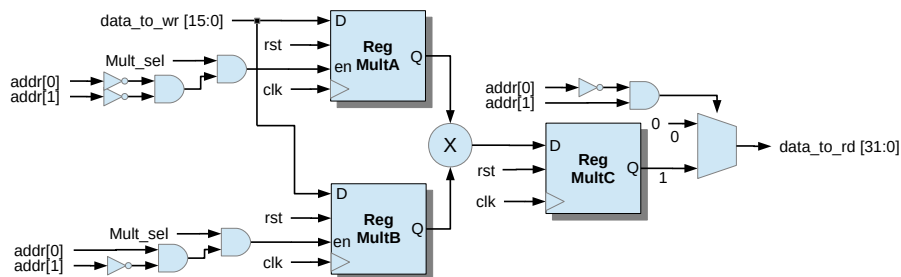 data_to_wr [15:0]
D
rst
Reg
MultA
Q
Mult_sel
en
addr[0]
addr[1]
clk
addr[0]
addr[1]
X
0
0
D
Reg
MultC
rst
Q
1
clk
data_to_rd [31:0]
D
rst
Reg
MultB
Q
Mult_sel
en
addr[0]
addr[1]
clk